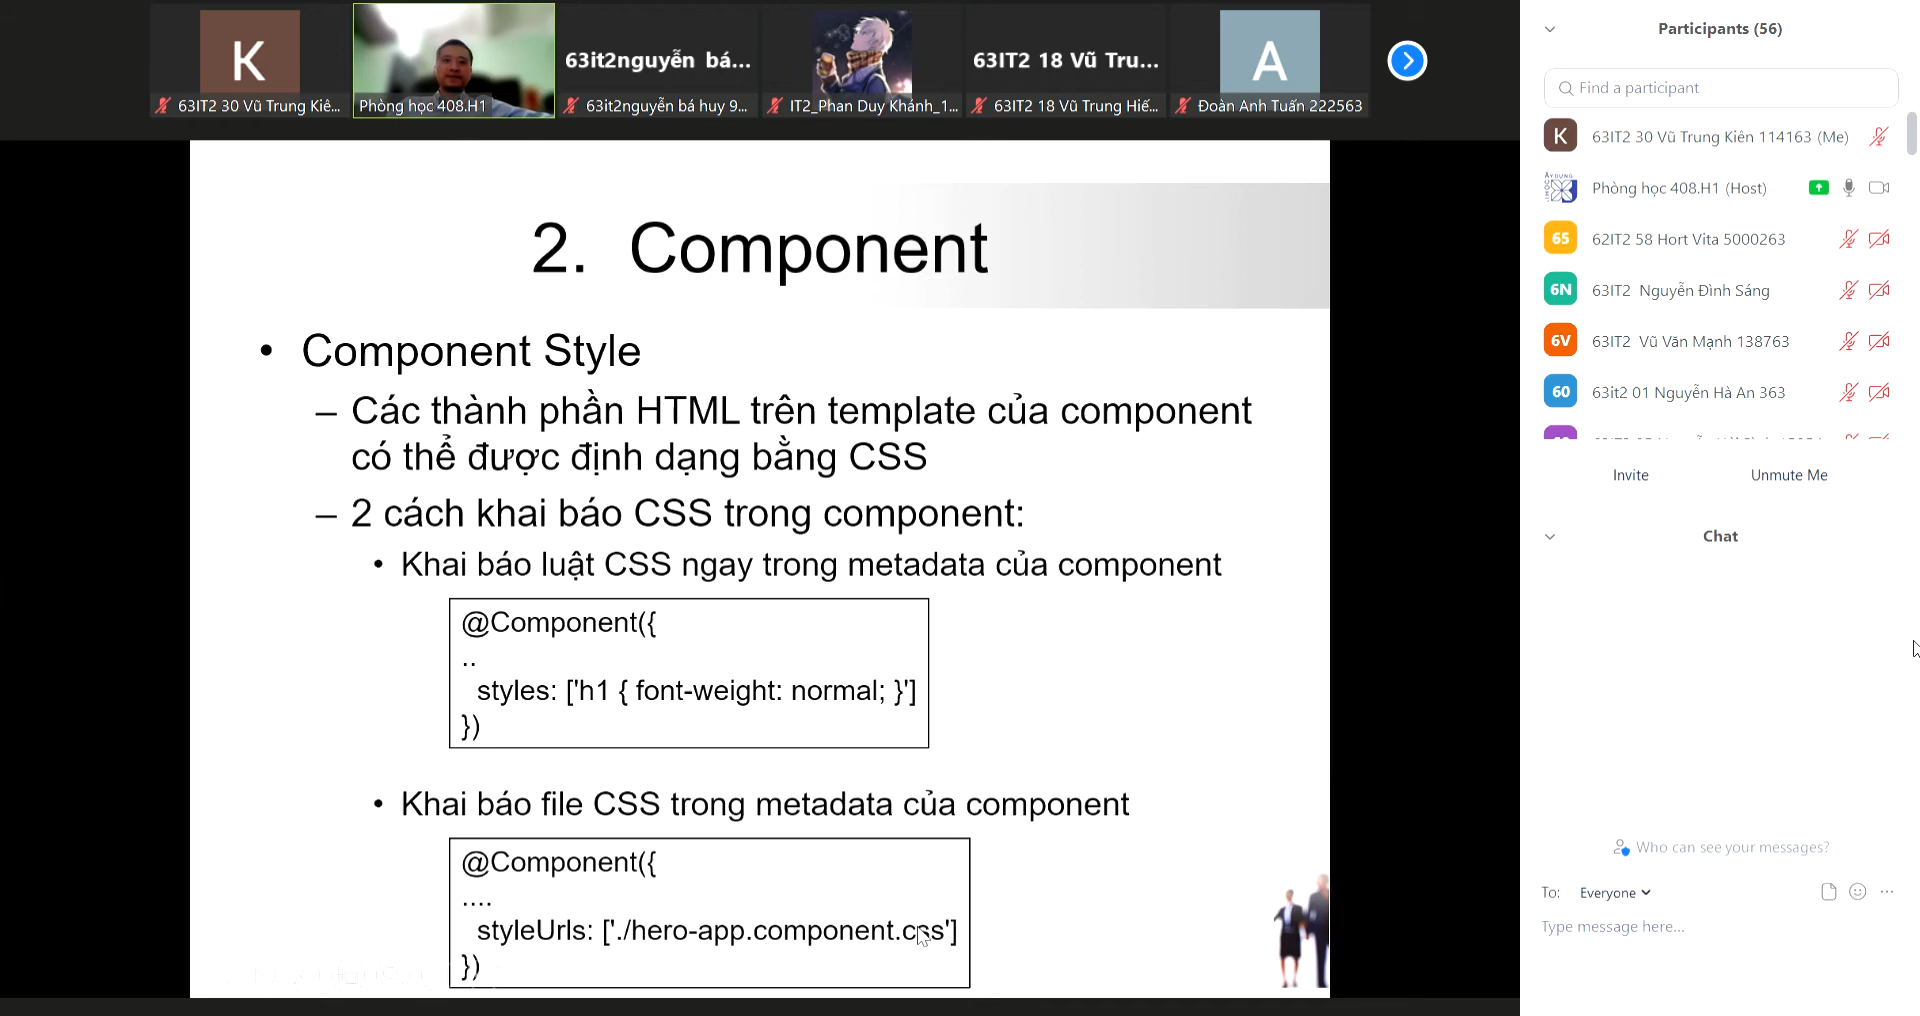 K
63IT2 30 Vũ Trung Kiê...
Phòng học 408.H1
63it2nguyễn bá...
63it2nguyễn bá huy 9...
IT2_Phan Duy Khánh_1...
63IT2 18 Vũ Tru...
63IT2 18 Vũ Trung Hiế...
A
Đoàn Anh Tuấn 222563
2. Component
• Component Style
– Các thành phần HTML trên template của component
có thể được định dạng bằng CSS
– 2 cách khai báo CSS trong component:
• Khai báo luật CSS ngay trong metadata của component
@Component({
..
styles: ['h1 { font-weight: normal; }']
})
• Khai báo file CSS trong metadata của component
@Component({
....
styleUrls: ['./hero-app.component.css']
})
Participants (56)
Find a participant
K 63IT2 30 Vũ Trung Kiên 114163 (Me)
Phòng học 408.H1 (Host)
65 62IT2 58 Hort Vita 5000263
6N 63IT2 Nguyễn Đình Sáng
6V 63IT2 Vũ Văn Mạnh 138763
60 63it2 01 Nguyễn Hà An 363
Invite
Unmute Me
Chat
Who can see your messages?
To: Everyone
Type message here...